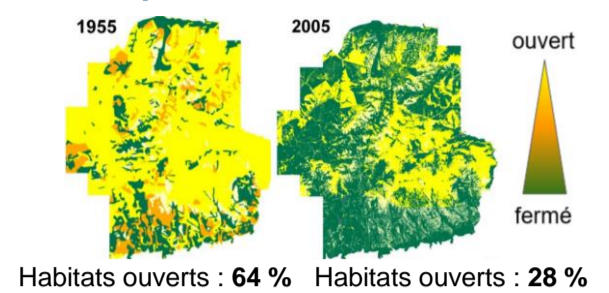 1955
2005
ouvert
fermé
Habitats ouverts : 64 %
Habitats ouverts : 28 %